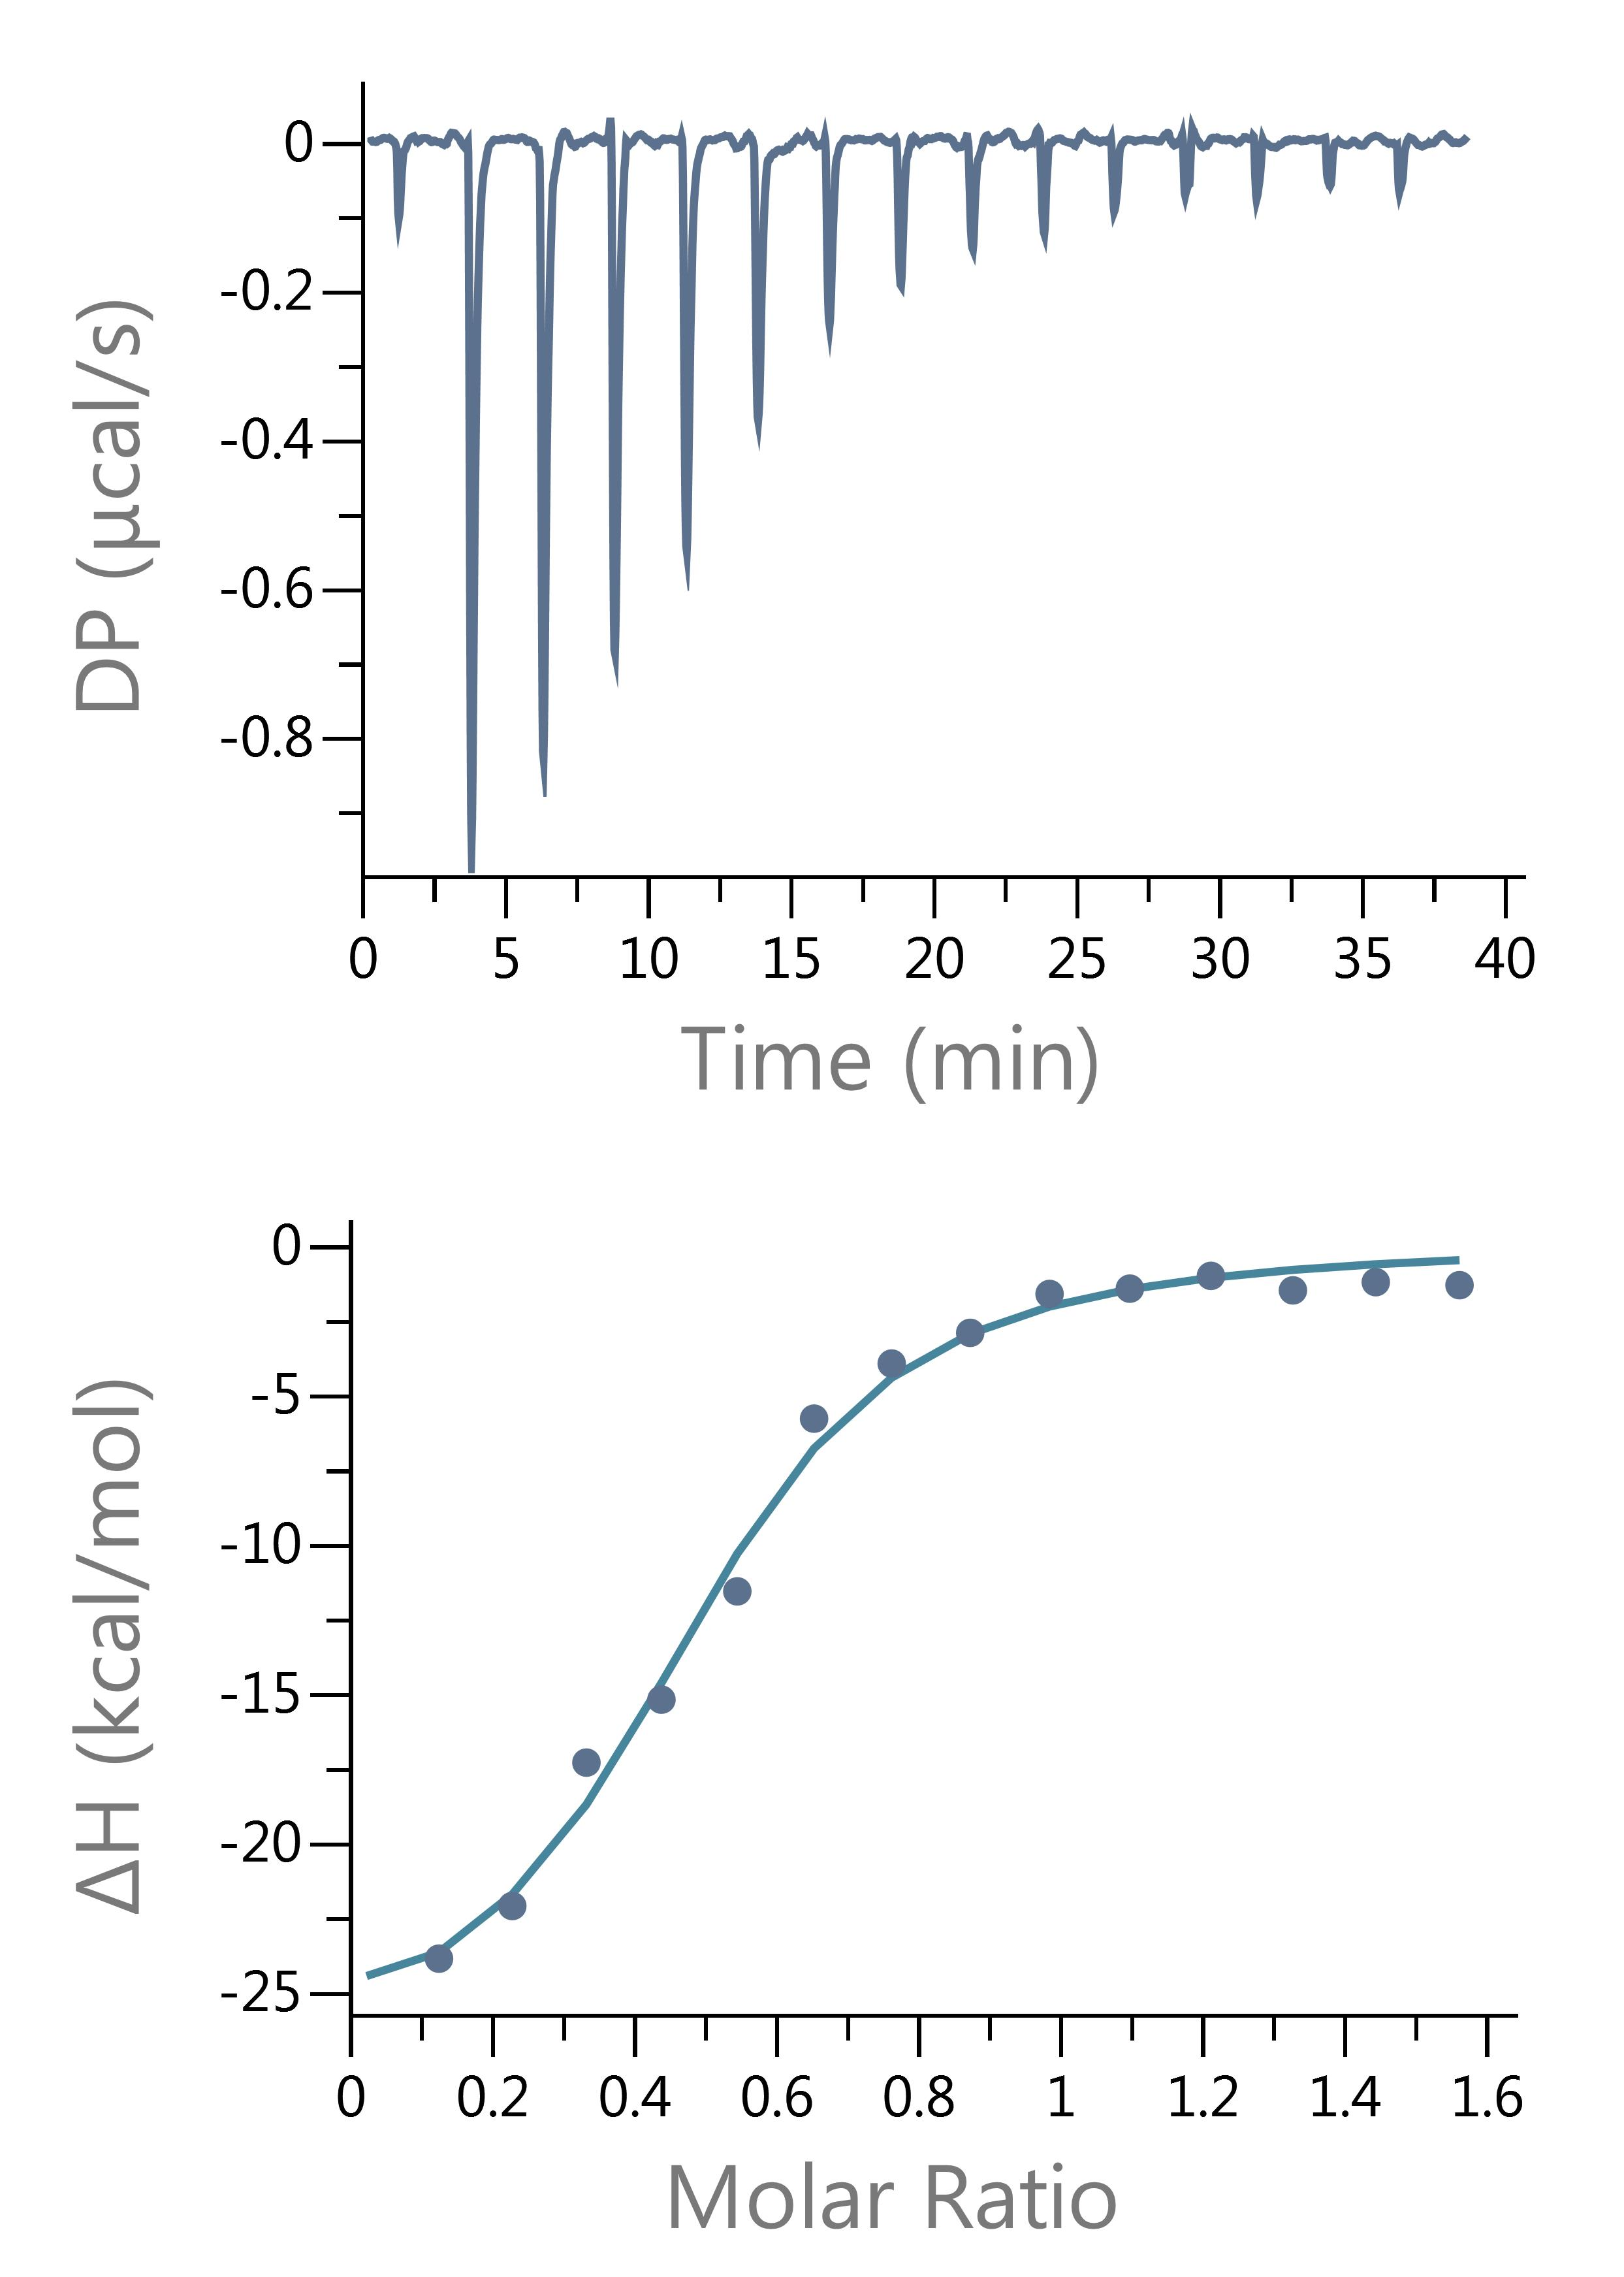 0
-0.2
-0.4
-0.6
-0.8
DP (µcal/s)
0 5 10 15 20 25 30 35 40
Time (min)
0
-5
-10
-15
-20
-25
ΔH (kcal/mol)
0 0.2 0.4 0.6 0.8 1 1.2 1.4 1.6
Molar Ratio